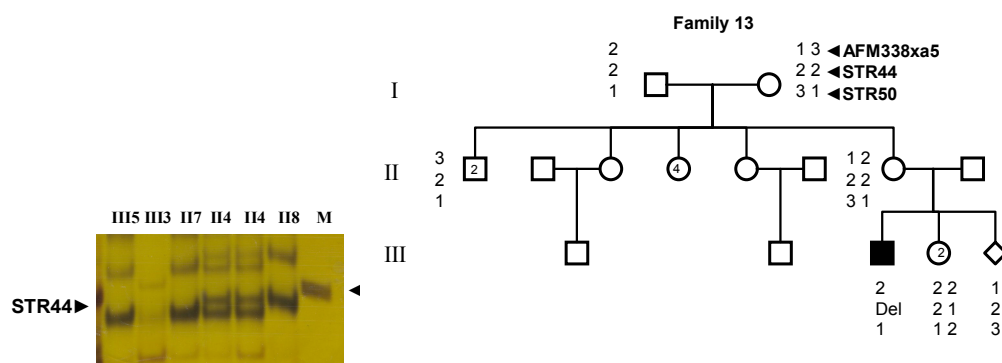 Family 13
2 1 3 ◄AFM338xa5
2 2 2 ◄STR44
1 3 1 ◄STR50
I
II
3 1 2
2 2 2
1 3 1
2 4
III5 III3 II7 II4 II4 II8 M
III
2
STR44►
2 2 2 1
Del 2 1 2
1 1 2 3